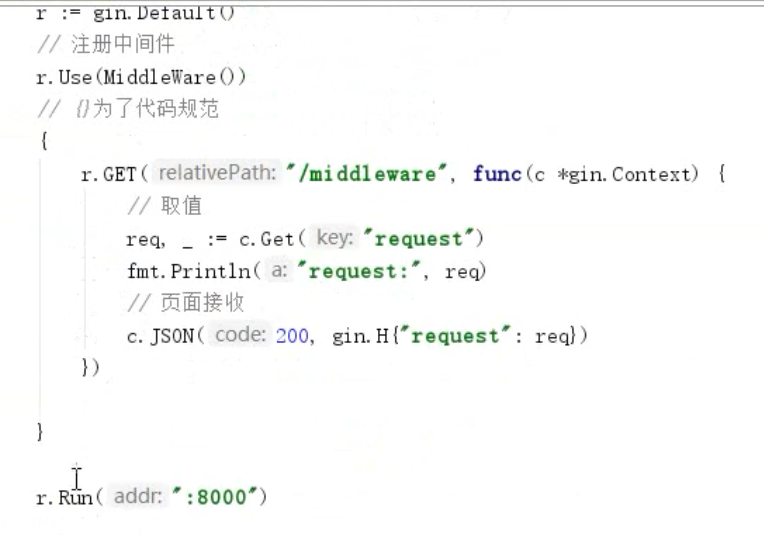 r := gin.Default()
// 注册中间件
r.Use(MiddleWare())
// {}为了代码规范
{
r.GET( relativePath: "/middleware", func(c *gin.Context) {
// 取值
req, _ := c.Get( key: "request")
fmt.Println( a: "request:", req)
// 页面接收
c.JSON( code: 200, gin.H{"request": req})
})
}
r.Run( addr: ":8000")